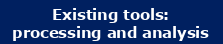 Existing tools:
processing and analysis